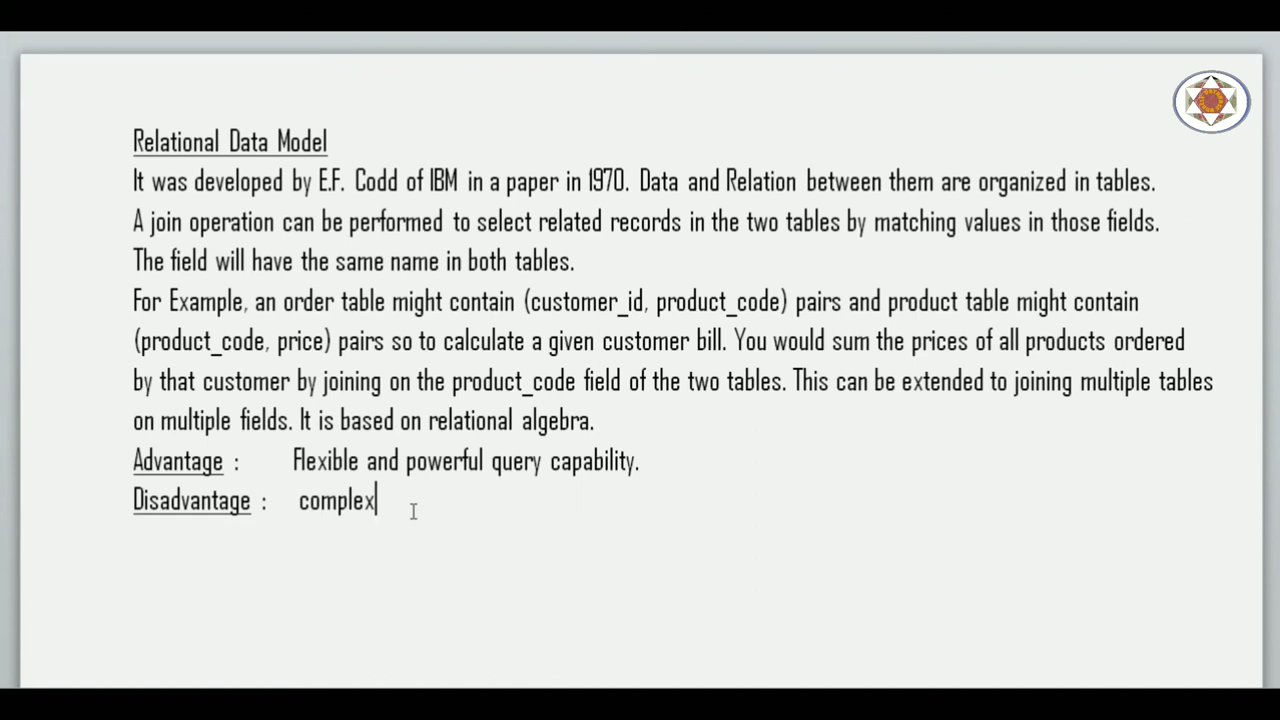 Relational Data Model
It was developed by E.F. Codd of IBM in a paper in 1970. Data and Relation between them are organized in tables.
A join operation can be performed to select related records in the two tables by matching values in those fields.
The field will have the same name in both tables.
For Example, an order table might contain (customer_id, product_code) pairs and product table might contain
(product_code, price) pairs so to calculate a given customer bill. You would sum the prices of all products ordered
by that customer by joining on the product_code field of the two tables. This can be extended to joining multiple tables
on multiple fields. It is based on relational algebra.
Advantage : Flexible and powerful query capability.
Disadvantage : complex